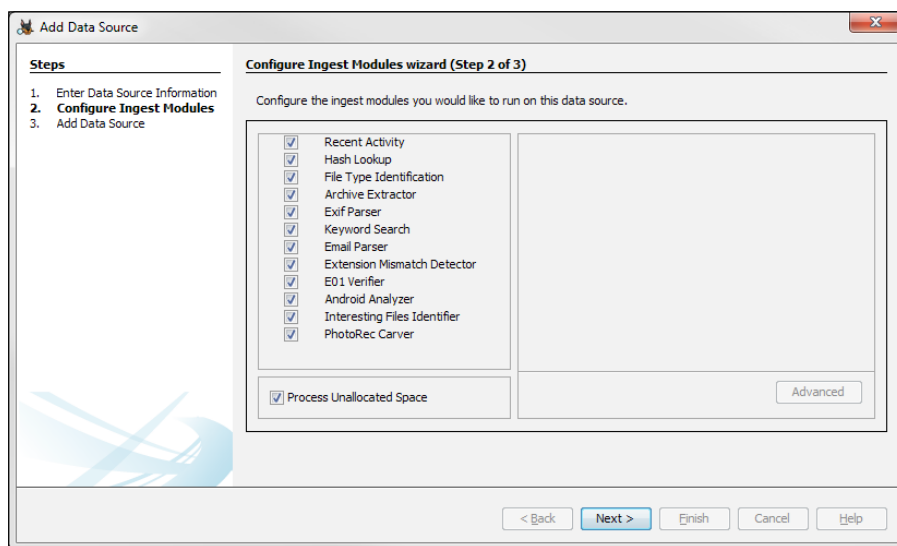 Add Data Source
Steps
1. Enter Data Source Information
2. Configure Ingest Modules
3. Add Data Source
Configure Ingest Modules wizard (Step 2 of 3)
Configure the ingest modules you would like to run on this data source.
Recent Activity
Hash Lookup
File Type Identification
Archive Extractor
Exif Parser
Keyword Search
Email Parser
Extension Mismatch Detector
E01 Verifier
Android Analyzer
Interesting Files Identifier
PhotoRec Carver
Process Unallocated Space
Advanced
< Back Next > Finish Cancel Help